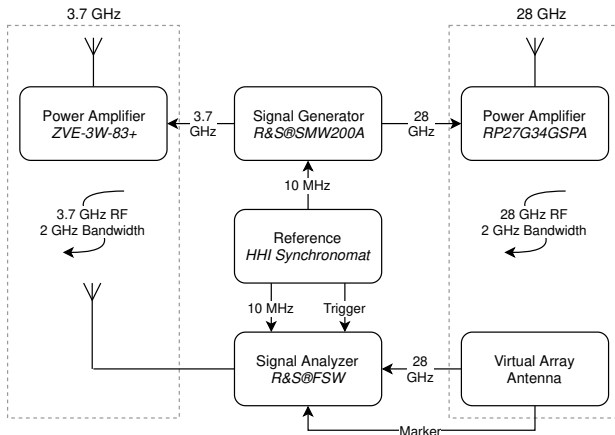 3.7 GHz
28 GHz
Power Amplifier
ZVE-3W-83+
3.7
GHz
Signal Generator
R&S®SMW200A
28
GHz
Power Amplifier
RP27G34GSPA
10 MHz
3.7 GHz RF
2 GHz Bandwidth
Reference
HHI Synchronomat
28 GHz RF
2 GHz Bandwidth
10 MHz
Trigger
Signal Analyzer
R&S®FSW
28
GHz
Virtual Array
Antenna
Marker